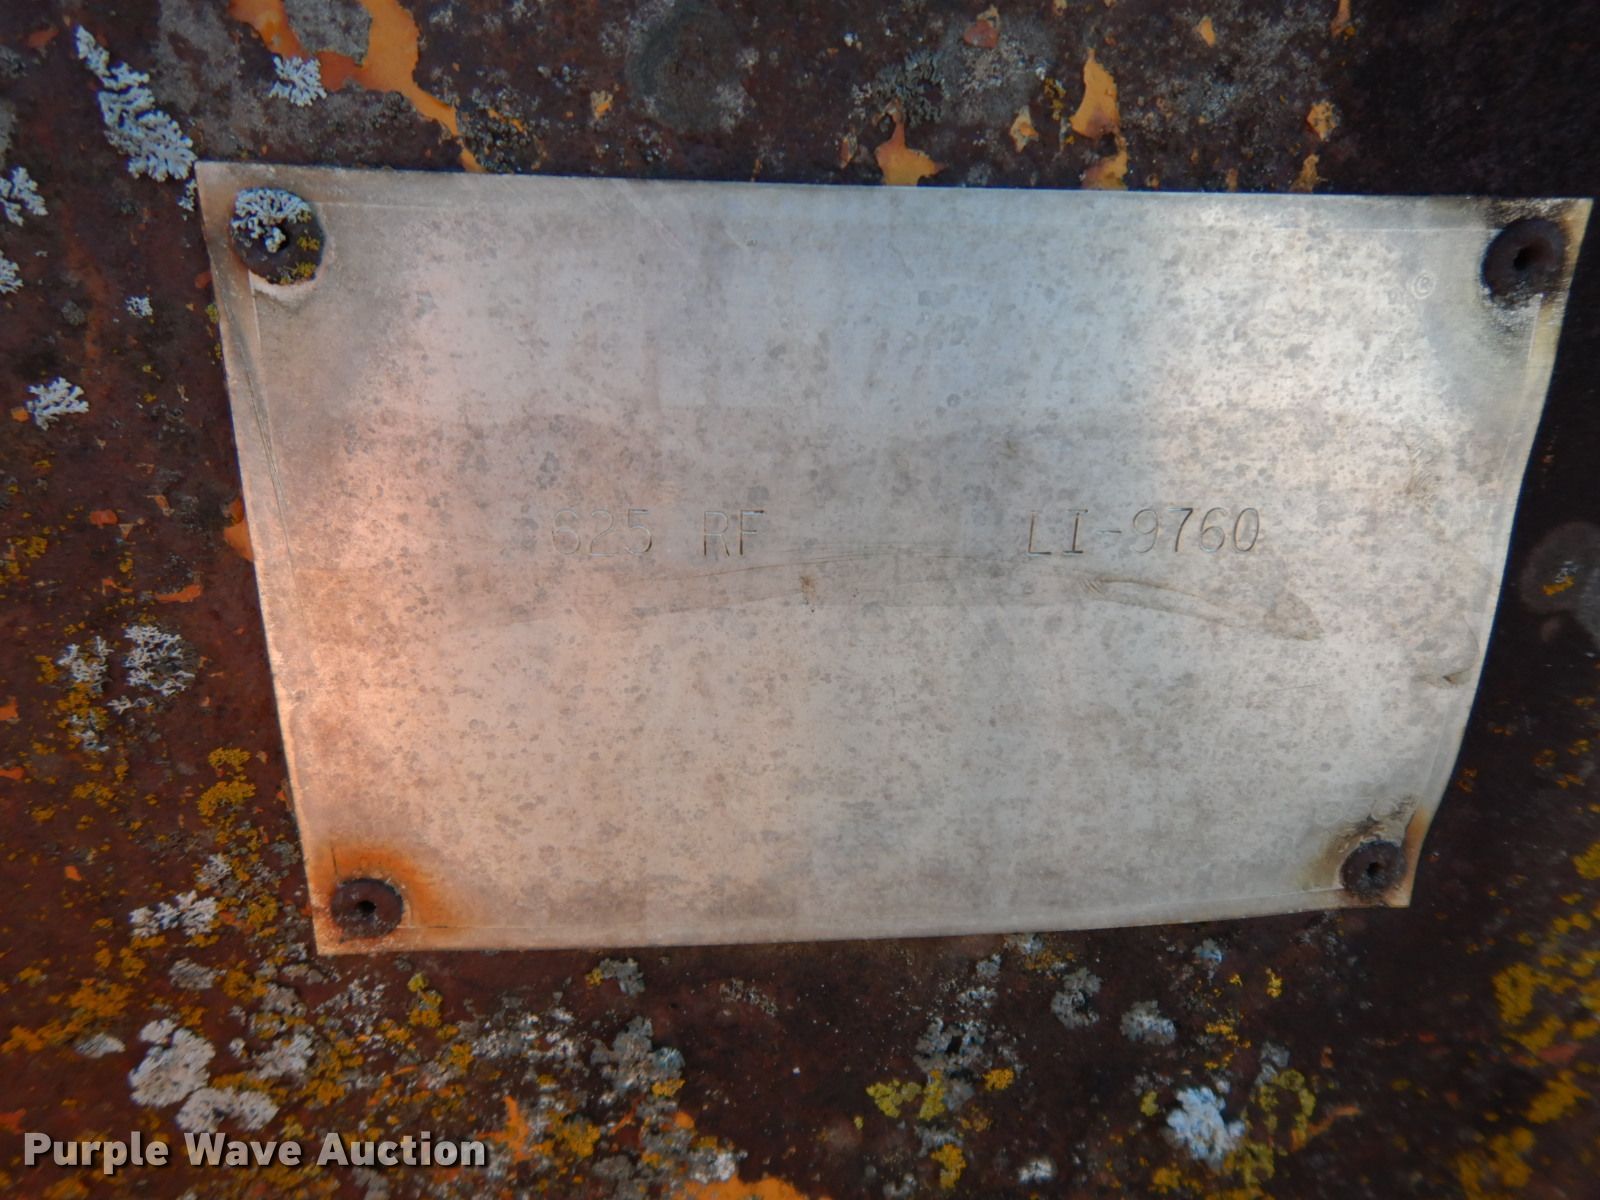 625 RF LI-9760
Purple Wave Auction